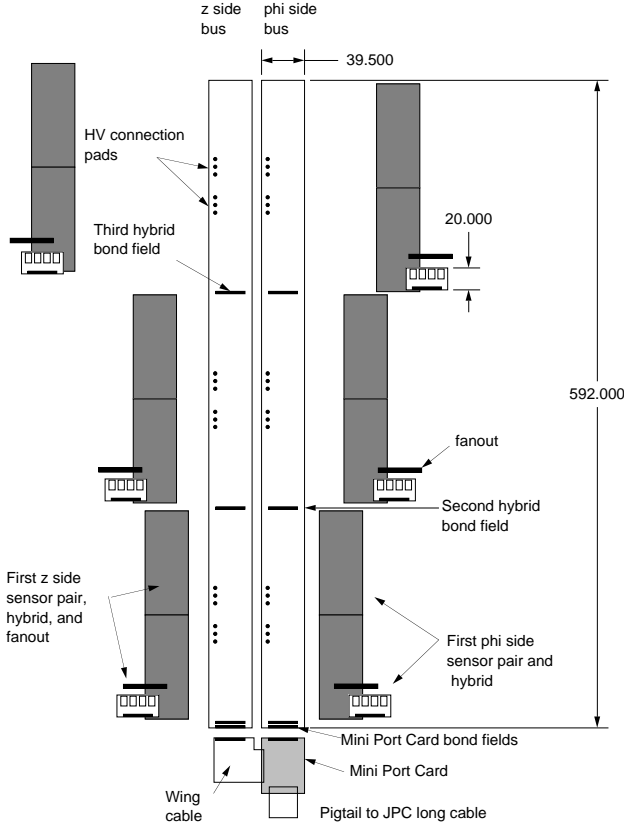 z side
bus
phi side
bus
39.500
HV connection
pads
20.000
Third hybrid
bond field
592.000
fanout
Second hybrid
bond field
First z side
sensor pair,
hybrid, and
fanout
First phi side
sensor pair and
hybrid
Mini Port Card bond fields
Mini Port Card
Wing
cable
Pigtail to JPC long cable